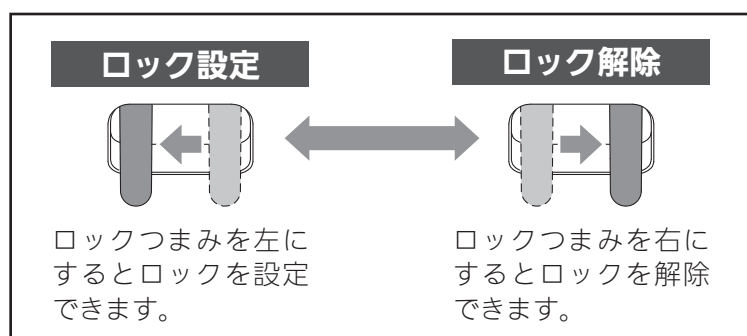 ロック設定
ロックつまみを左に
するとロックを設定
できます。
ロック解除
ロックつまみを右に
するとロックを解除
できます。